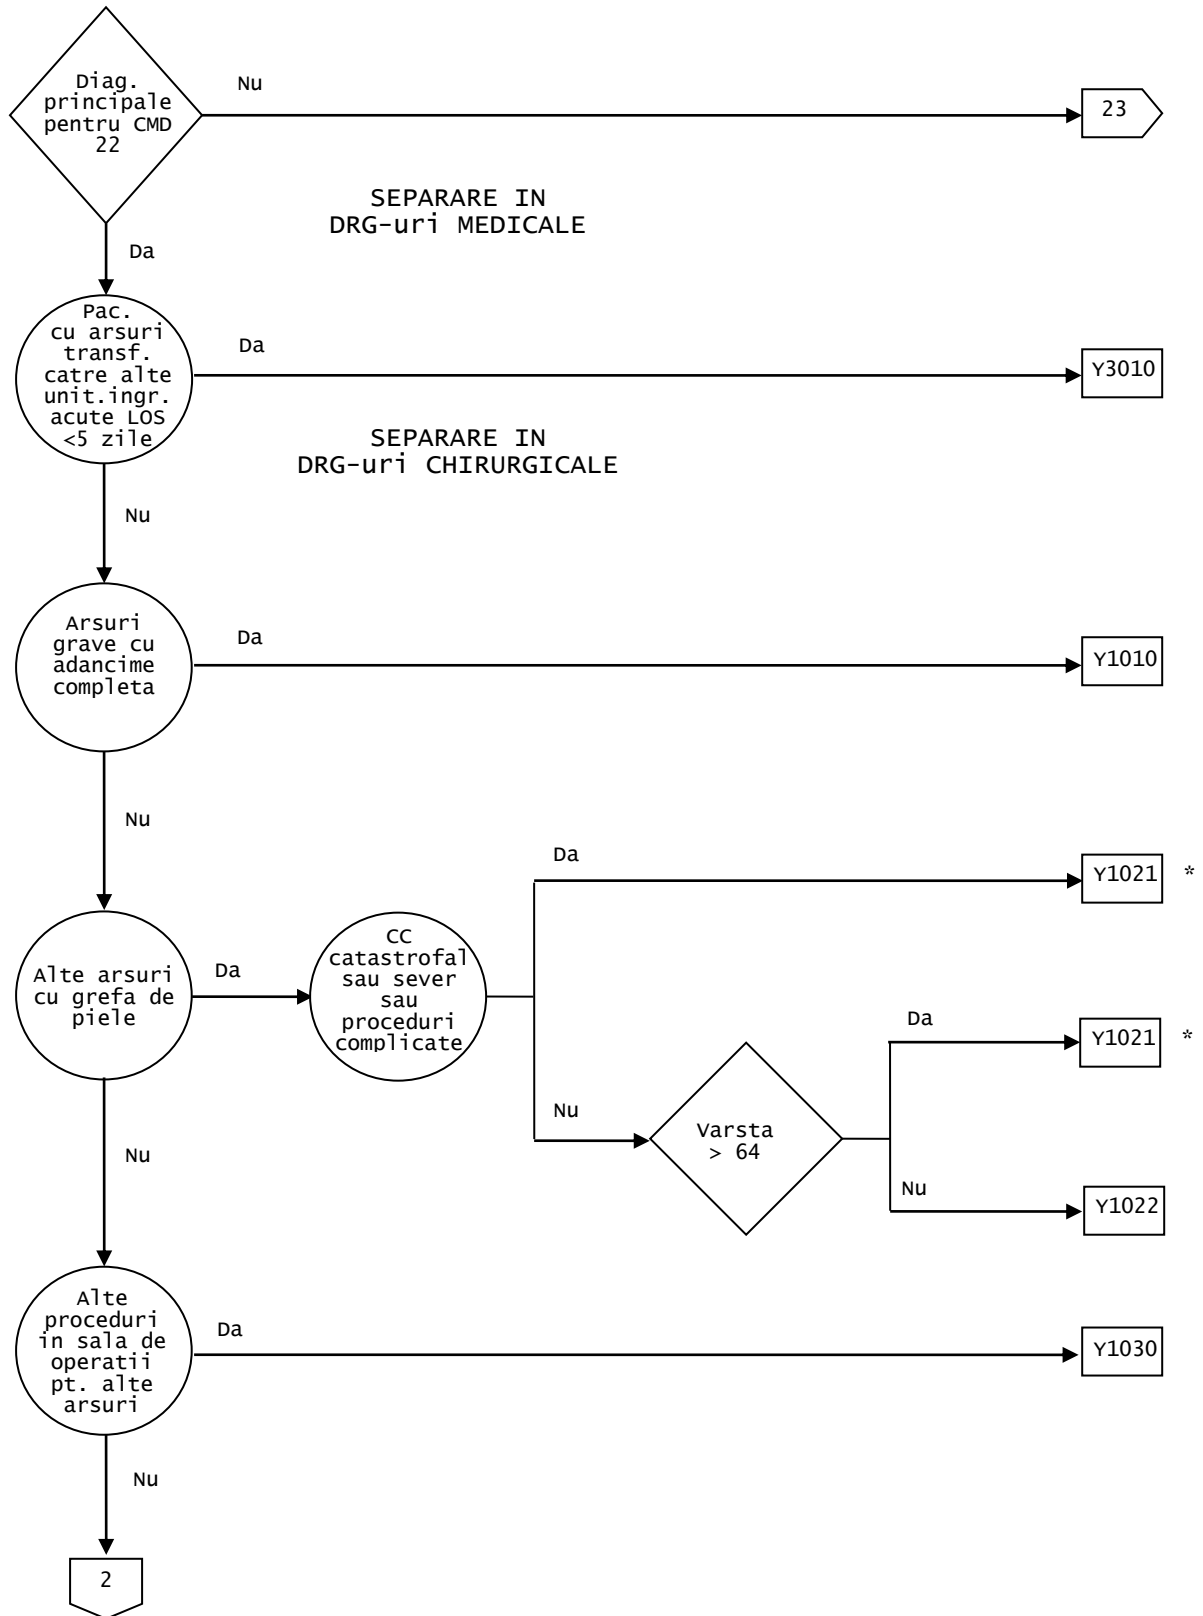 Diag.
principale
pentru CMD
22
Nu
23
SEPARARE IN
DRG-uri MEDICALE
Da
Pac.
cu arsuri
transf.
catre alte
unit.ingr.
acute LOS
<5 zile
Da
Y3010
SEPARARE IN
DRG-uri CHIRURGICALE
Nu
Arsuri
grave cu
adancime
completa
Da
Y1010
Nu
Da
Y1021 *
Alte arsuri
cu grefa de
piele
Da
CC
catastrofal
sau sever
sau
proceduri
complicate
Da
Y1021 *
Nu
Varsta
> 64
Nu
Nu
Y1022
Alte
proceduri
in sala de
operatii
pt. alte
arsuri
Da
Y1030
Nu
2